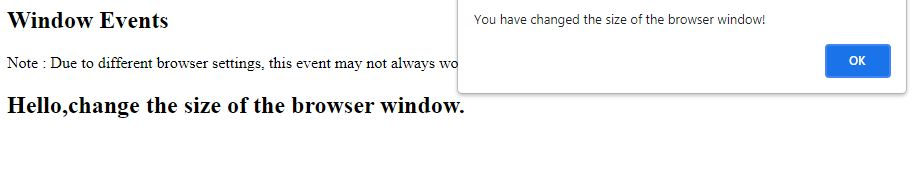 Window Events
You have changed the size of the browser window!
OK
Note : Due to different browser settings, this event may not always wo
Hello,change the size of the browser window.